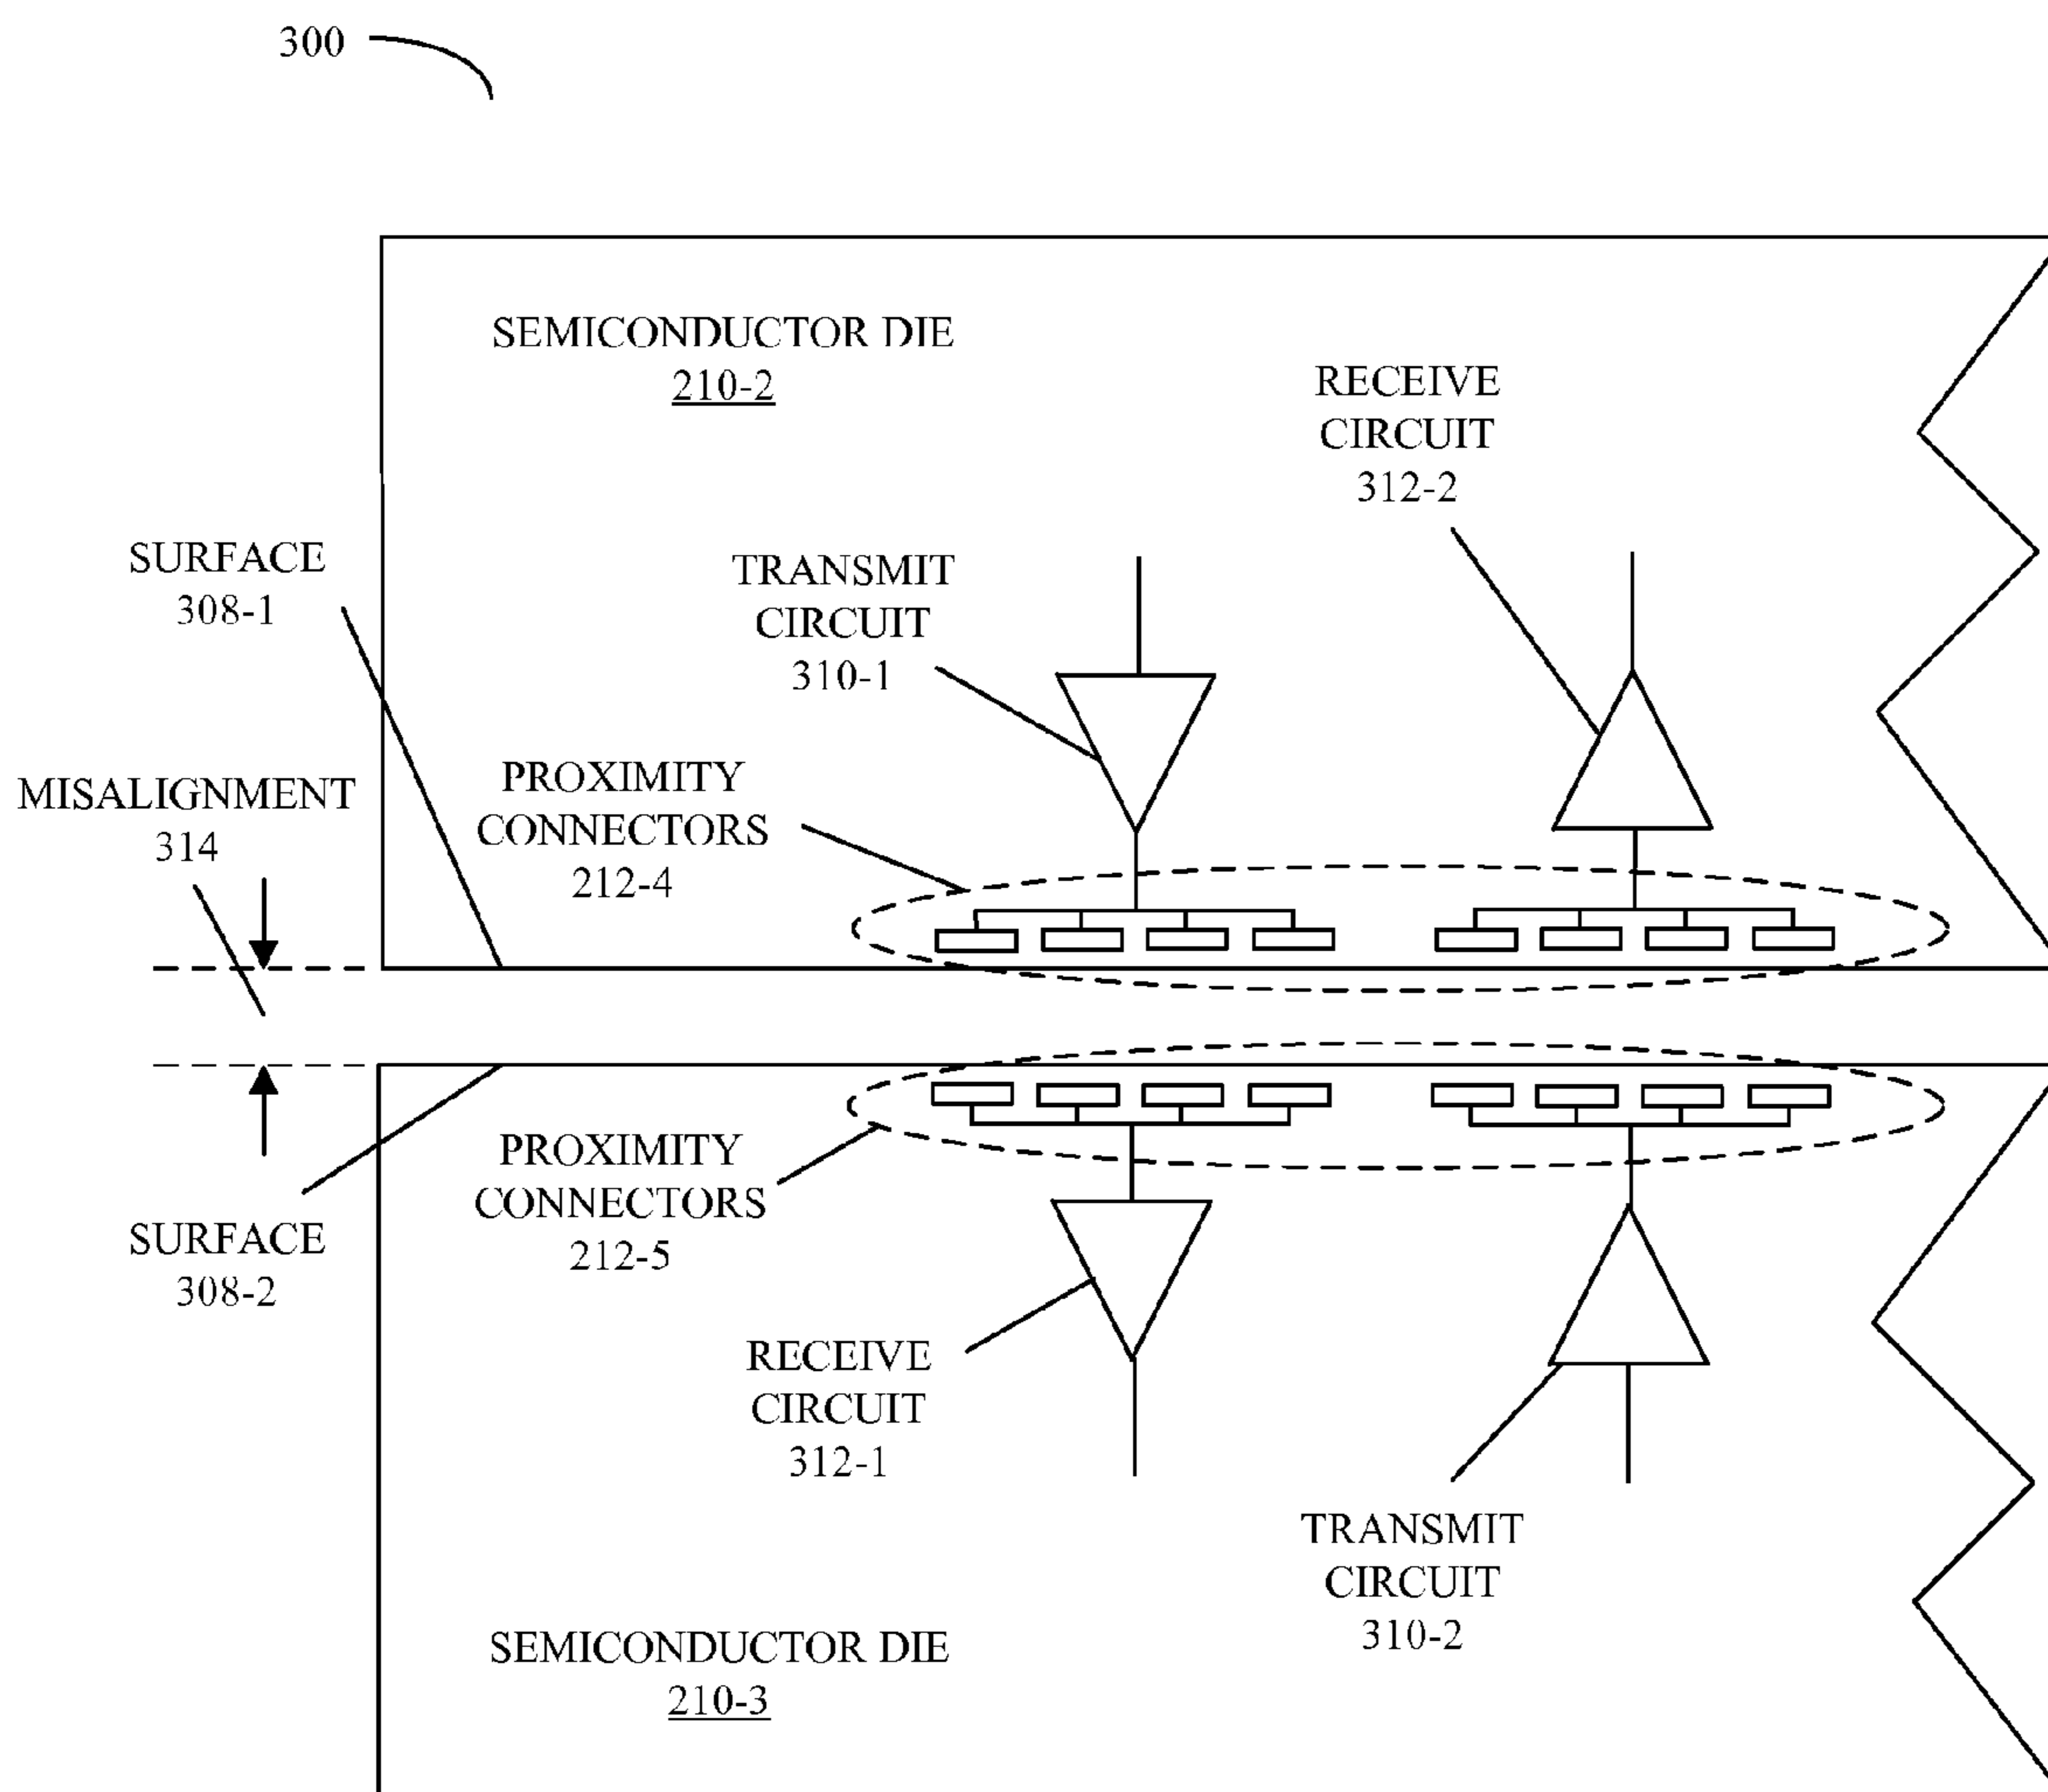 300
SEMICONDUCTOR DIE
210-2
RECEIVE
CIRCUIT
312-2
SURFACE
308-1
TRANSMIT
CIRCUIT
310-1
MISALIGNMENT
314
PROXIMITY
CONNECTORS
212-4
PROXIMITY
CONNECTORS
212-5
SURFACE
308-2
RECEIVE
CIRCUIT
312-1
TRANSMIT
CIRCUIT
310-2
SEMICONDUCTOR DIE
210-3